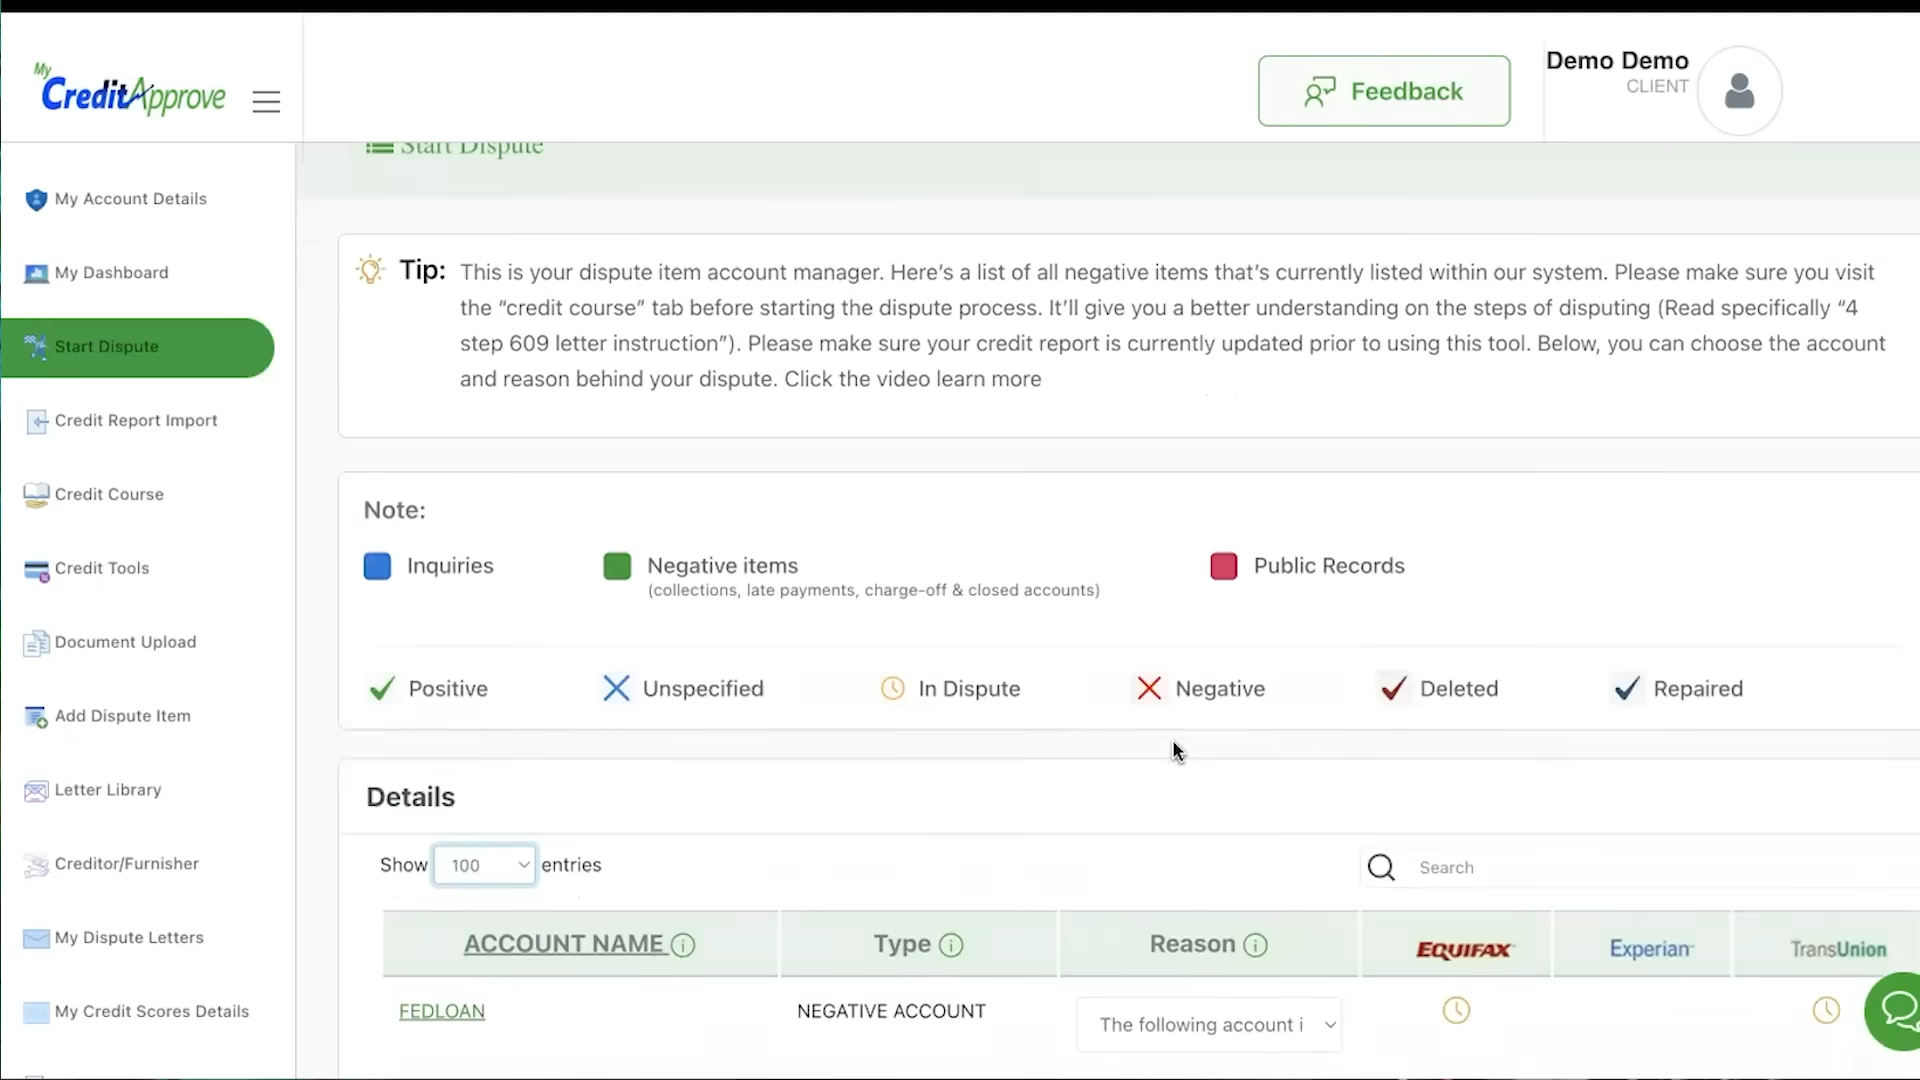 My
CreditApprove
Feedback
Demo Demo
CLIENT
Start Dispute
My Account Details
My Dashboard
Start Dispute
Credit Report Import
Credit Course
Credit Tools
Document Upload
Add Dispute Item
Letter Library
Creditor/Furnisher
My Dispute Letters
My Credit Scores Details
Tip: This is your dispute item account manager. Here's a list of all negative items that's currently listed within our system. Please make sure you visit
the “credit course” tab before starting the dispute process. It'll give you a better understanding on the steps of disputing (Read specifically “4
step 609 letter instruction”). Please make sure your credit report is currently updated prior to using this tool. Below, you can choose the account
and reason behind your dispute. Click the video learn more
Note:
Inquiries Negative items Public Records
(collections, late payments, charge-off & closed accounts)
Positive Unspecified In Dispute Negative Deleted Repaired
Details
Show 100 entries Search
ACCOUNT NAME Type Reason EQUIFAX Experian TransUnion
FEDLOAN NEGATIVE ACCOUNT The following account i